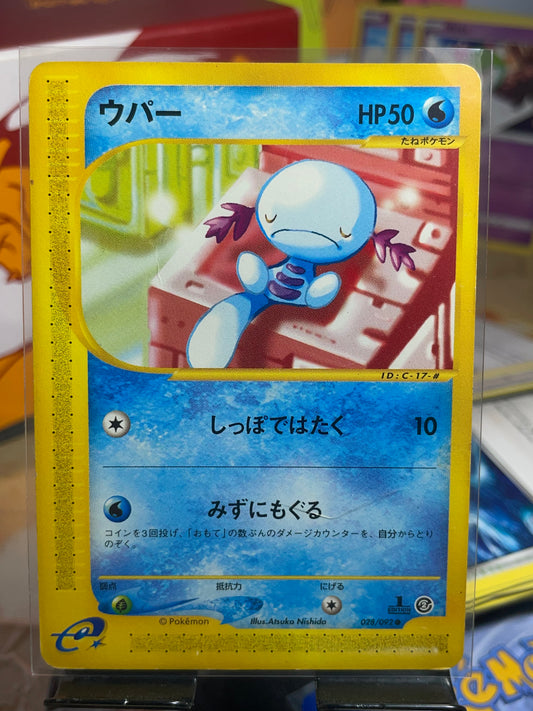 ウパー
HP50
たねポケモン
ID:C-17-#
しっぽではたく 10
みずにもぐる
コインを3回投げ、「おもて」の数ぶんのダメージカウンターを、自分からとり
のぞく。
弱点 抵抗力 にげる
1
EDITION
© Pokémon Illus.Atsuko Nishida 028/092 ●
e